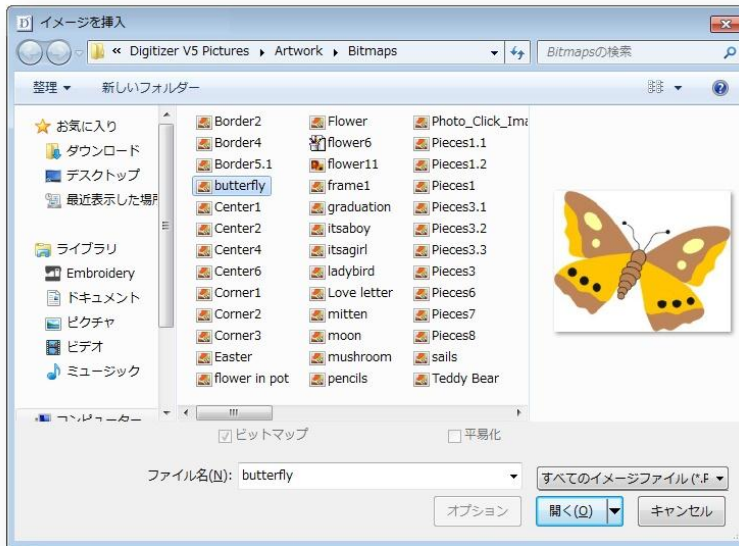 イメージを挿入
« Digitizer V5 Pictures Artwork Bitmaps
Bitmapsの検索
整理 新しいフォルダー
お気に入り
ダウンロード
デスクトップ
最近表示した場所
ライブラリ
Embroidery
ドキュメント
ピクチャ
ビデオ
ミュージック
コンピューター
Border2
Border4
Border5.1
butterfly
Center1
Center2
Center4
Center6
Corner1
Corner2
Corner3
Easter
flower in pot
Flower
flower6
flower11
frame1
graduation
itsaboy
itsagirl
ladybird
Love letter
mitten
moon
mushroom
pencils
Photo_Click_Ima
Pieces1.1
Pieces1.2
Pieces1
Pieces3.1
Pieces3.2
Pieces3.3
Pieces3
Pieces6
Pieces7
Pieces8
sails
Teddy Bear
ビットマップ 平易化
ファイル名(N): butterfly すべてのイメージファイル (*.F
オプション 開く(O) キャンセル